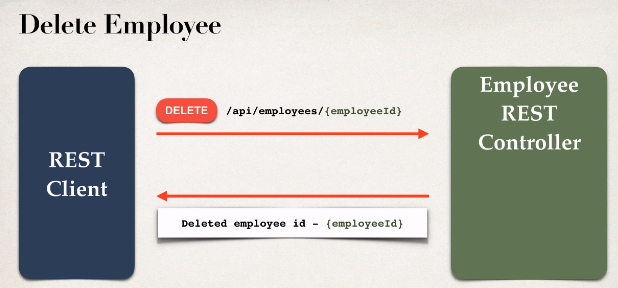 Delete Employee
DELETE /api/employees/{employeeId}
REST
Client
Employee
REST
Controller
Deleted employee id - {employeeId}